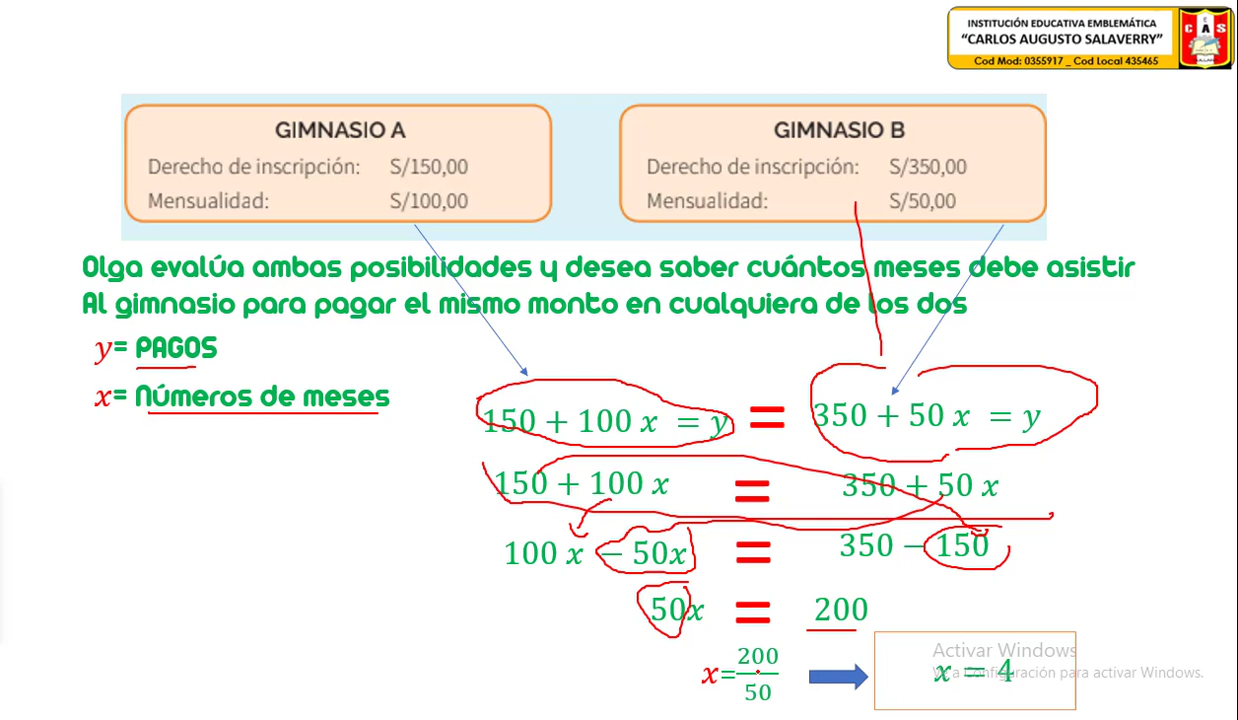 INSTITUCIÓN EDUCATIVA EMBLEMÁTICA
“CARLOS AUGUSTO SALAVERRY”
Cod Mod: 0355917 _ Cod Local 435465
C A S
GIMNASIO A
Derecho de inscripción: S/150,00
Mensualidad: S/100,00
GIMNASIO B
Derecho de inscripción: S/350,00
Mensualidad: S/50,00
Olga evalúa ambas posibilidades y desea saber cuántos meses debe asistir
Al gimnasio para pagar el mismo monto en cualquiera de los dos
y= PAGOS
x= Números de meses
150 + 100 x = y = 350 + 50 x = y
150 + 100 x = 350 + 50 x
100 x − 50x = 350 − 150
50x = 200
x=200/50 x = 4
Activar Windows
Ve a Configuración para activar Windows.